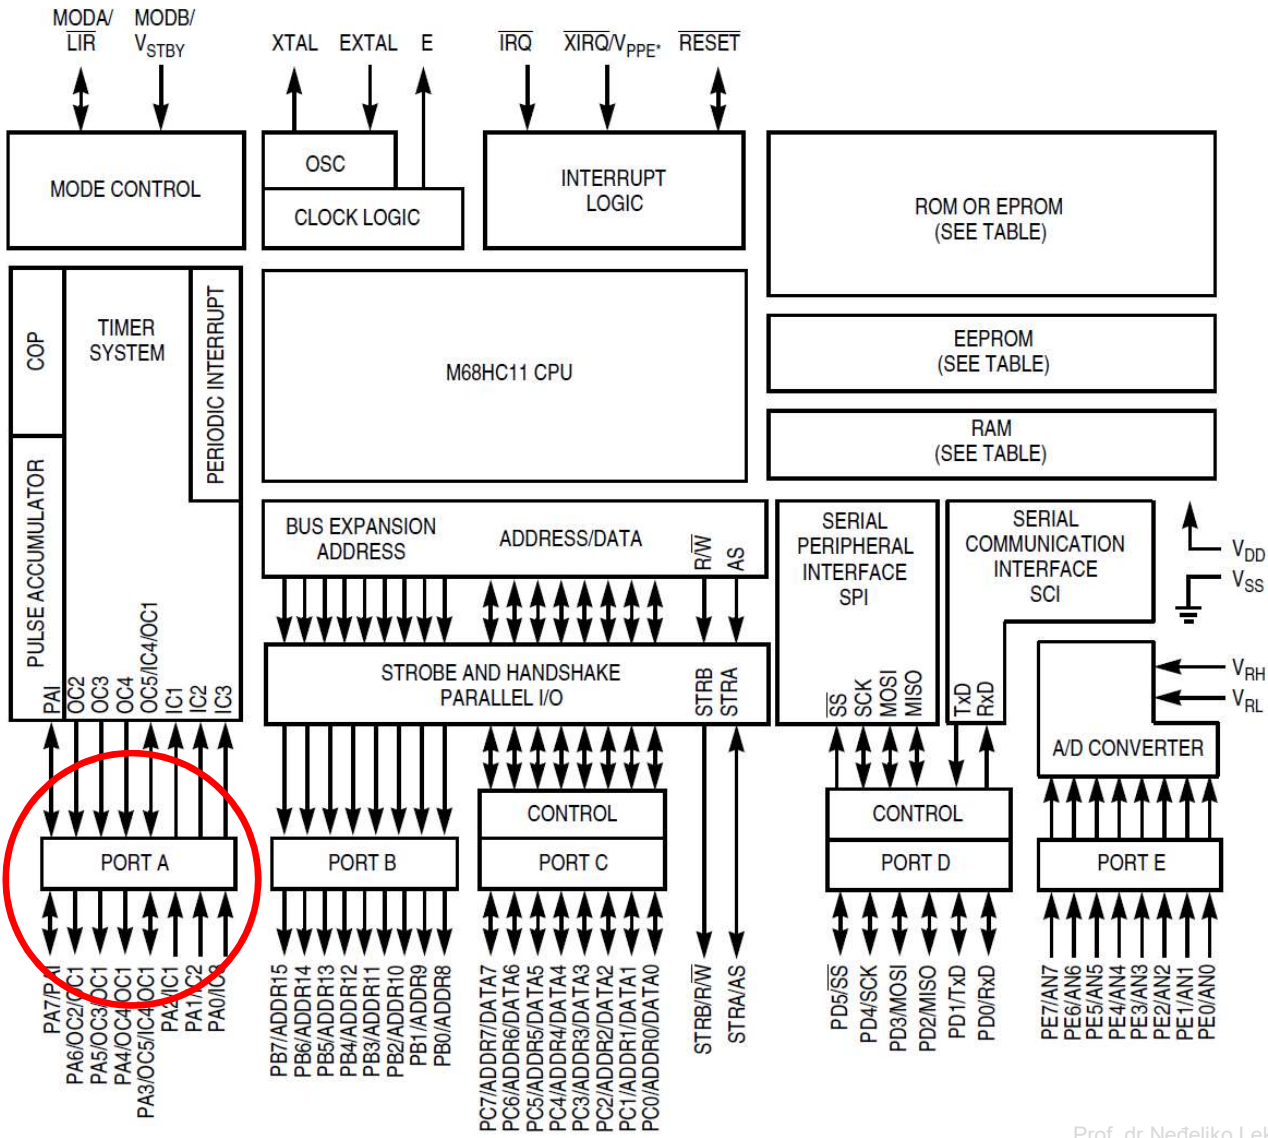 MODA/
LIR
MODB/
VSTBY
XTAL
EXTAL
E
IRQ
XIRQ/VPPE*
RESET
MODE CONTROL
OSC
CLOCK LOGIC
INTERRUPT
LOGIC
ROM OR EPROM
(SEE TABLE)
COP
TIMER
SYSTEM
PERIODIC INTERRUPT
M68HC11 CPU
EEPROM
(SEE TABLE)
RAM
(SEE TABLE)
PULSE ACCUMULATOR
PAI
OC2
OC3
OC4
OC5/IC4/OC1
IC1
IC2
IC3
BUS EXPANSION
ADDRESS
ADDRESS/DATA
R/W
AS
STROBE AND HANDSHAKE
PARALLEL I/O
STRB
STRA
SERIAL
PERIPHERAL
INTERFACE
SPI
SS
SCK
MOSI
MISO
SERIAL
COMMUNICATION
INTERFACE
SCI
TxD
RxD
VDD
VSS
VRH
VRL
A/D CONVERTER
CONTROL
CONTROL
PORT A
PORT B
PORT C
PORT D
PORT E
PA7/PAI
PA6/OC2/OC1
PA5/OC3/OC1
PA4/OC4/OC1
PA3/OC5/IC4/OC1
PA2/IC1
PA1/IC2
PA0/IC3
PB7/ADDR15
PB6/ADDR14
PB5/ADDR13
PB4/ADDR12
PB3/ADDR11
PB2/ADDR10
PB1/ADDR9
PB0/ADDR8
PC7/ADDR7/DATA7
PC6/ADDR6/DATA6
PC5/ADDR5/DATA5
PC4/ADDR4/DATA4
PC3/ADDR3/DATA3
PC2/ADDR2/DATA2
PC1/ADDR1/DATA1
PC0/ADDR0/DATA0
STRB/R/W
STRA/AS
PD5/SS
PD4/SCK
PD3/MOSI
PD2/MISO
PD1/TxD
PD0/RxD
PE7/AN7
PE6/AN6
PE5/AN5
PE4/AN4
PE3/AN3
PE2/AN2
PE1/AN1
PE0/AN0
Prof. dr Neđeljko